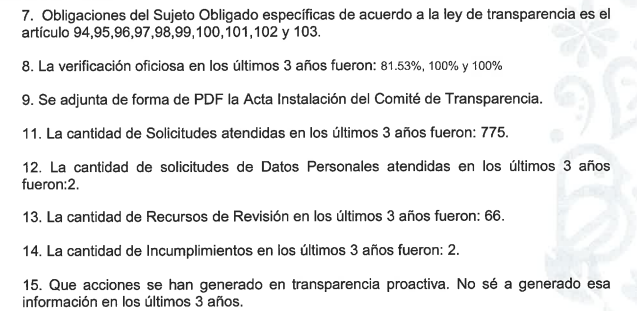 7. Obligaciones del Sujeto Obligado específicas de acuerdo a la ley de transparencia es el
artículo 94,95,96,97,98,99,100,101,102 y 103.
8. La verificación oficiosa en los últimos 3 años fueron: 81.53%, 100% y 100%
9. Se adjunta de forma de PDF la Acta Instalación del Comité de Transparencia.
11. La cantidad de Solicitudes atendidas en los últimos 3 años fueron: 775.
12. La cantidad de solicitudes de Datos Personales atendidas en los últimos 3 años
fueron:2.
13. La cantidad de Recursos de Revisión en los últimos 3 años fueron: 66.
14. La cantidad de Incumplimientos en los últimos 3 años fueron: 2.
15. Que acciones se han generado en transparencia proactiva. No sé a generado esa
información en los últimos 3 años.